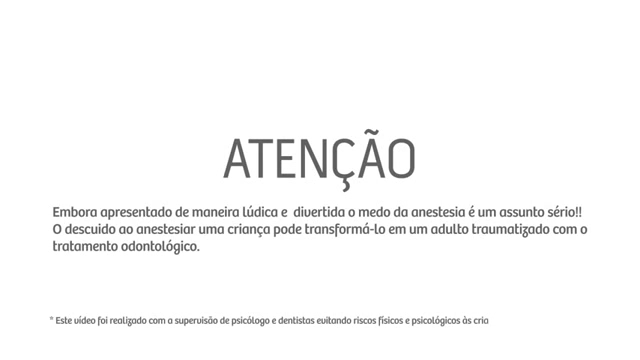 ATENÇÃO
Embora apresentado de maneira lúdica e divertida o medo da anestesia é um assunto sério!!
O descuido ao anestesiar uma criança pode transformá-lo em um adulto traumatizado com o
tratamento odontológico.
* Este vídeo foi realizado com a supervisão de psicólogo e dentistas evitando riscos físicos e psicológicos às cria